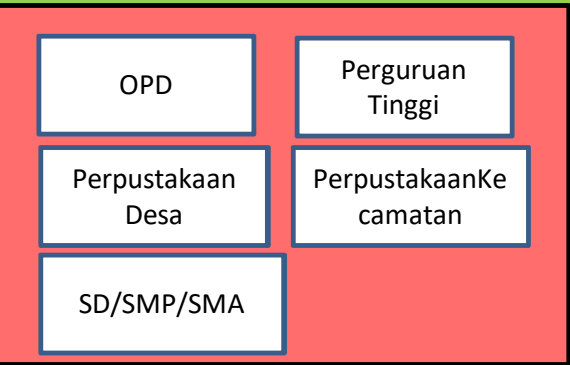 OPD
Perguruan
Tinggi
Perpustakaan
Desa
PerpustakaanKe
camatan
SD/SMP/SMA